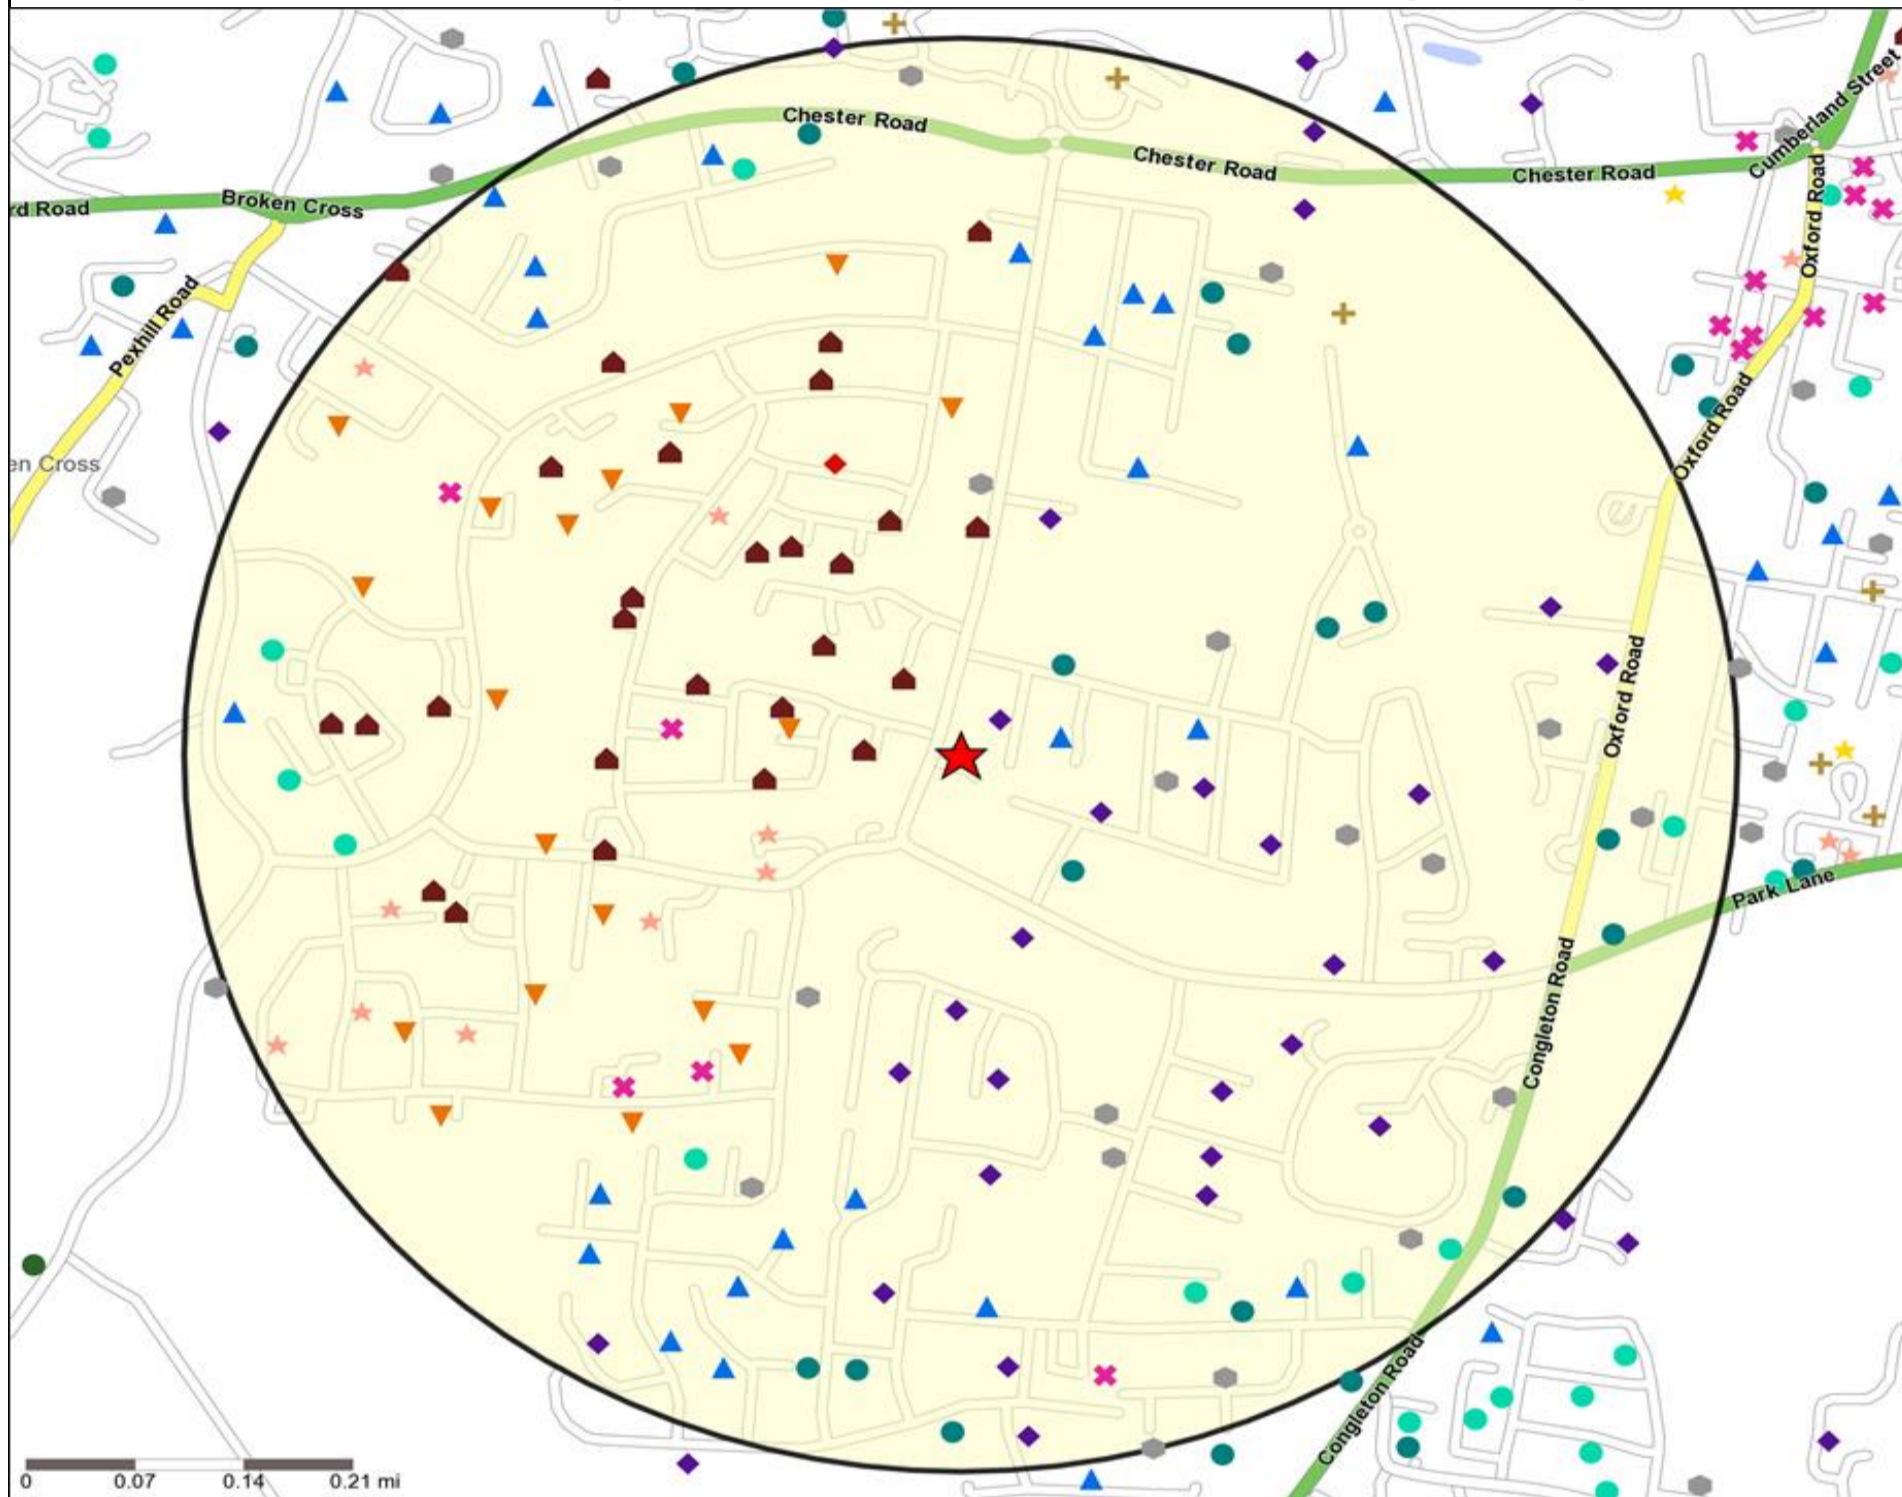 Chester Road
Chester Road
Chester Road
Cumberland Street
rd Road
Broken Cross
Oxford Road
Pexhill Road
Oxford Road
en Cross
Oxford Road
Park Lane
Congleton Road
Congleton Road
0 0.07 0.14 0.21 mi